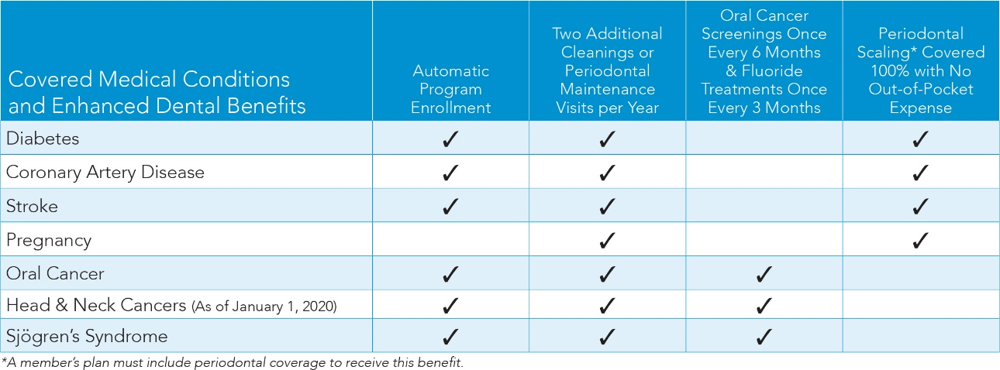 Covered Medical Conditions
and Enhanced Dental Benefits
Automatic
Program
Enrollment
Two Additional
Cleanings or
Periodontal
Maintenance
Visits per Year
Oral Cancer
Screenings Once
Every 6 Months
& Fluoride
Treatments Once
Every 3 Months
Periodontal
Scaling* Covered
100% with No
Out-of-Pocket
Expense
Diabetes ✓ ✓ ✓
Coronary Artery Disease ✓ ✓ ✓
Stroke ✓ ✓ ✓
Pregnancy ✓ ✓
Oral Cancer ✓ ✓ ✓
Head & Neck Cancers (As of January 1, 2020) ✓ ✓ ✓
Sjögren’s Syndrome ✓ ✓ ✓
*A member’s plan must include periodontal coverage to receive this benefit.